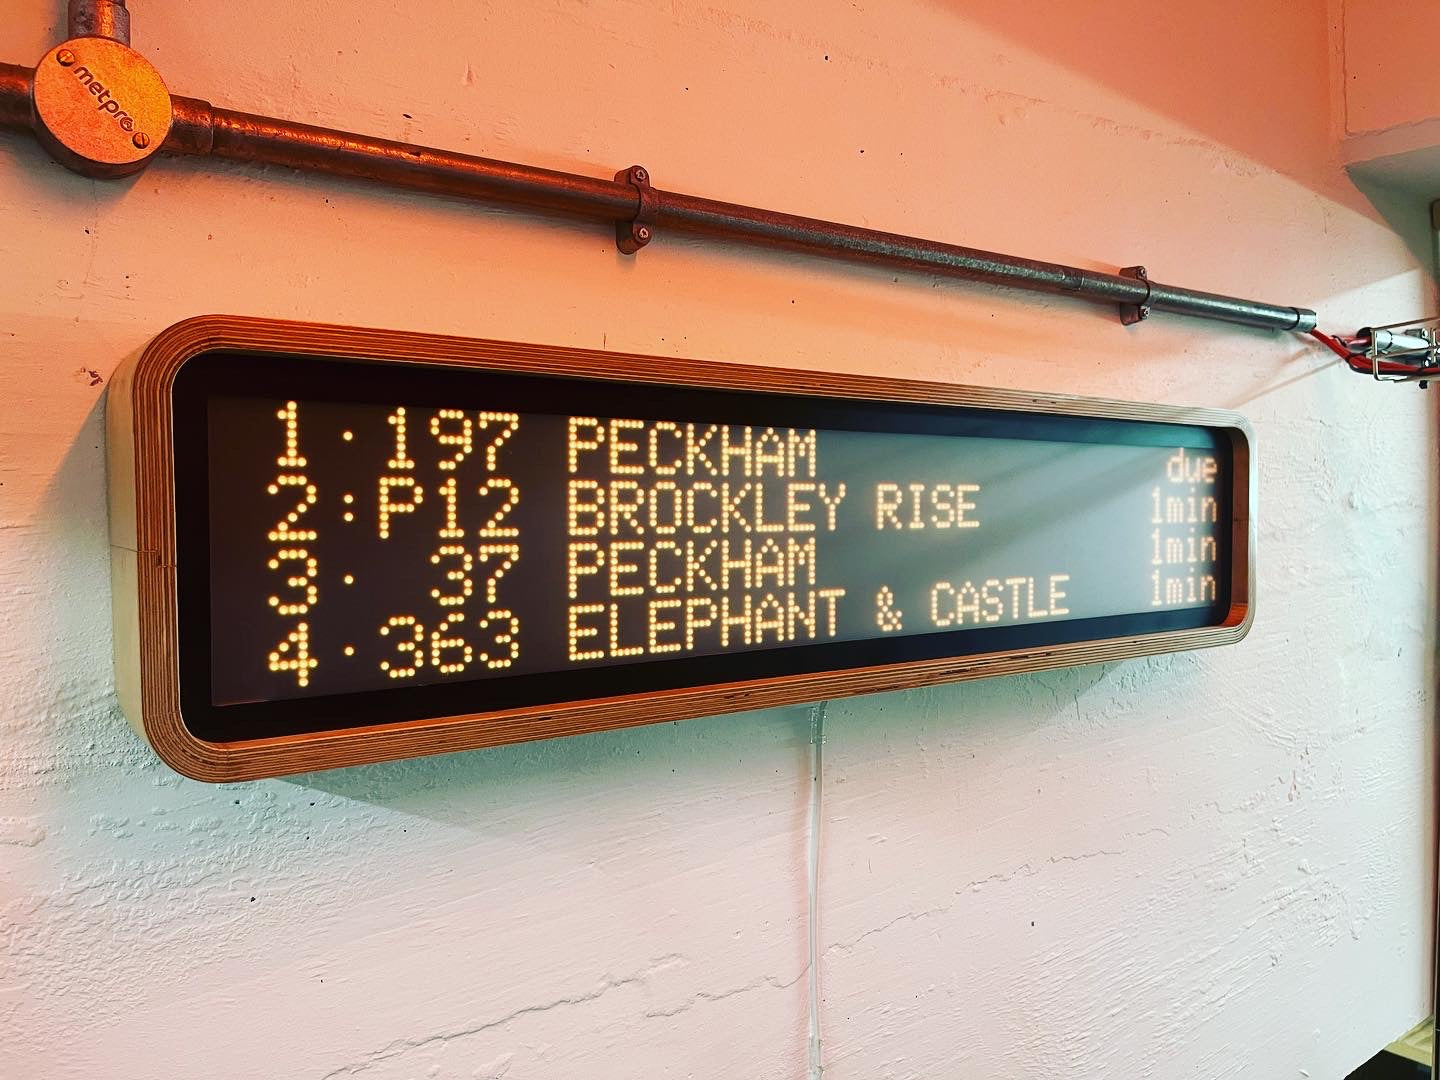 metpro
1:197 PECKHAM due
2:P12 BROCKLEY RISE 1min
3: 37 PECKHAM 1min
4:363 ELEPHANT & CASTLE 1min